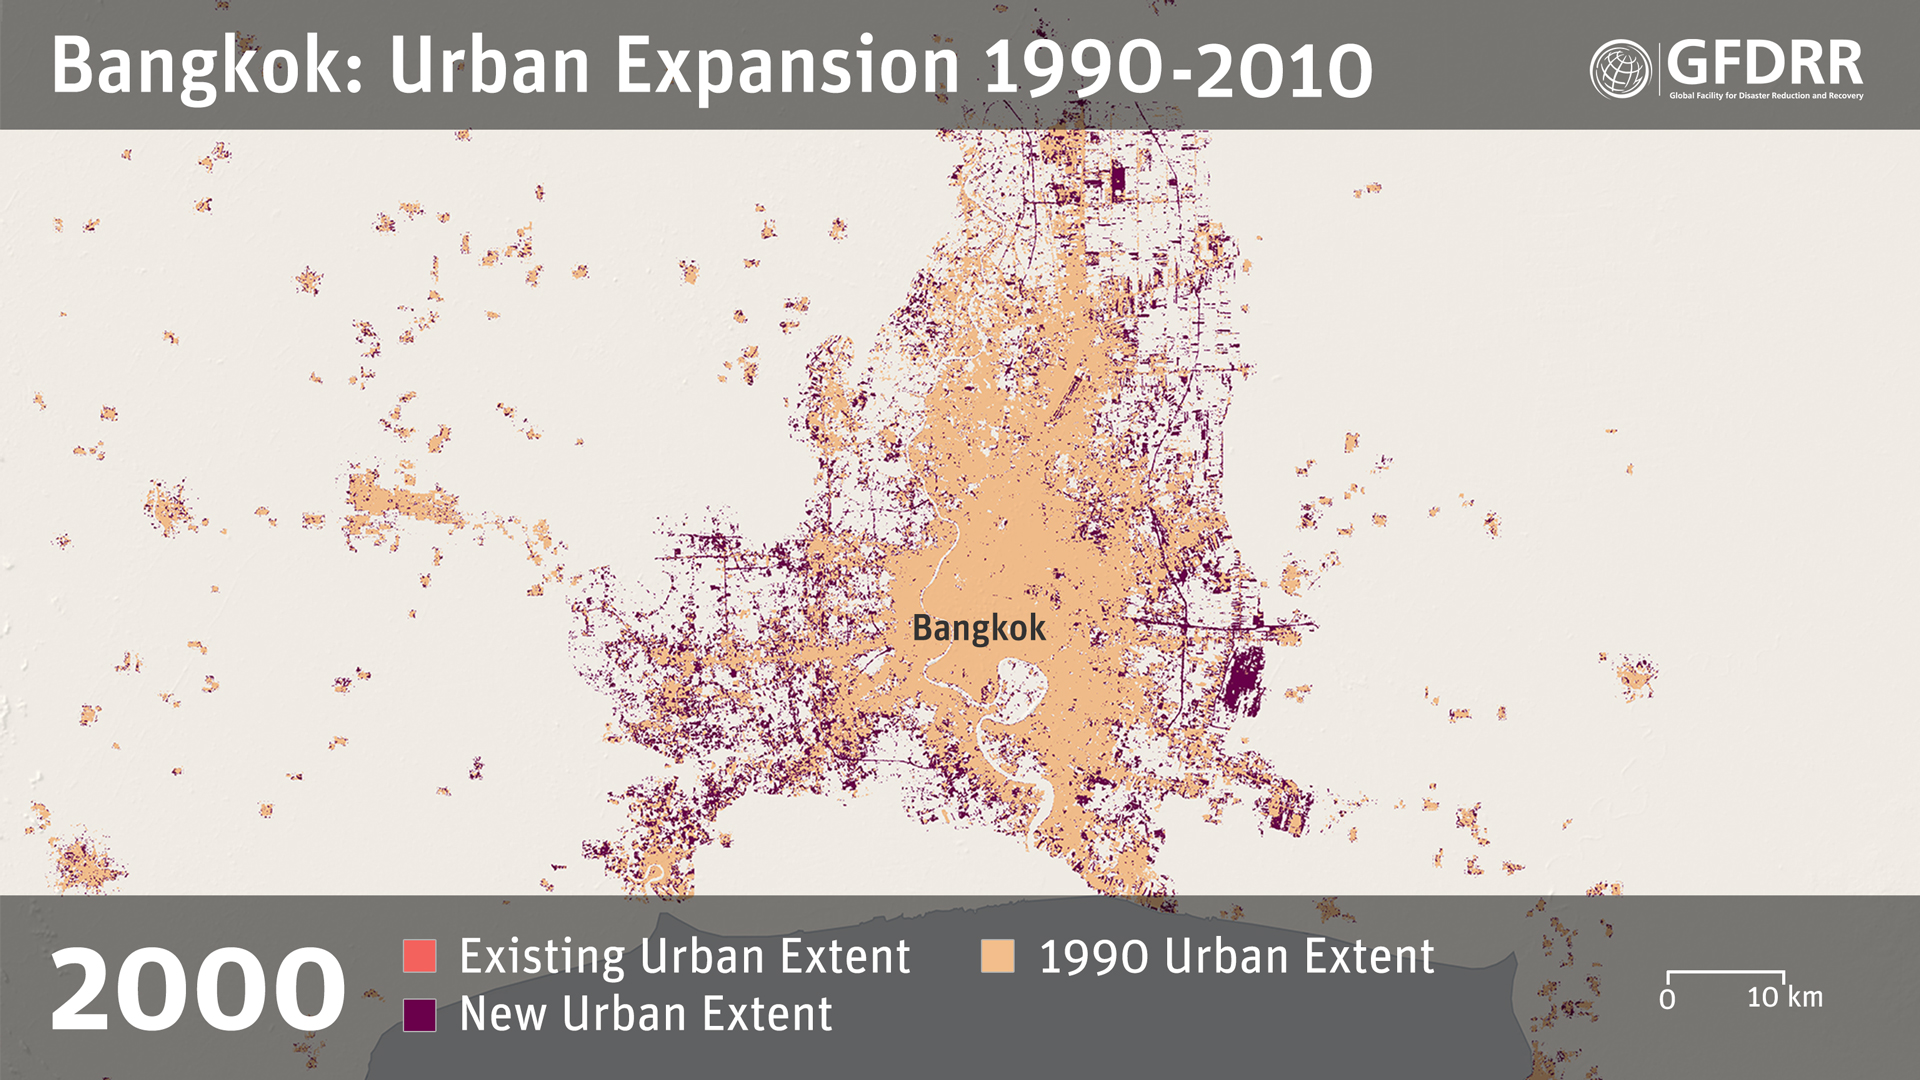 Bangkok: Urban Expansion 1990-2010
GFDRR
Global Facility for Disaster Reduction and Recovery
Bangkok
2000
Existing Urban Extent
1990 Urban Extent
New Urban Extent
0 10 km